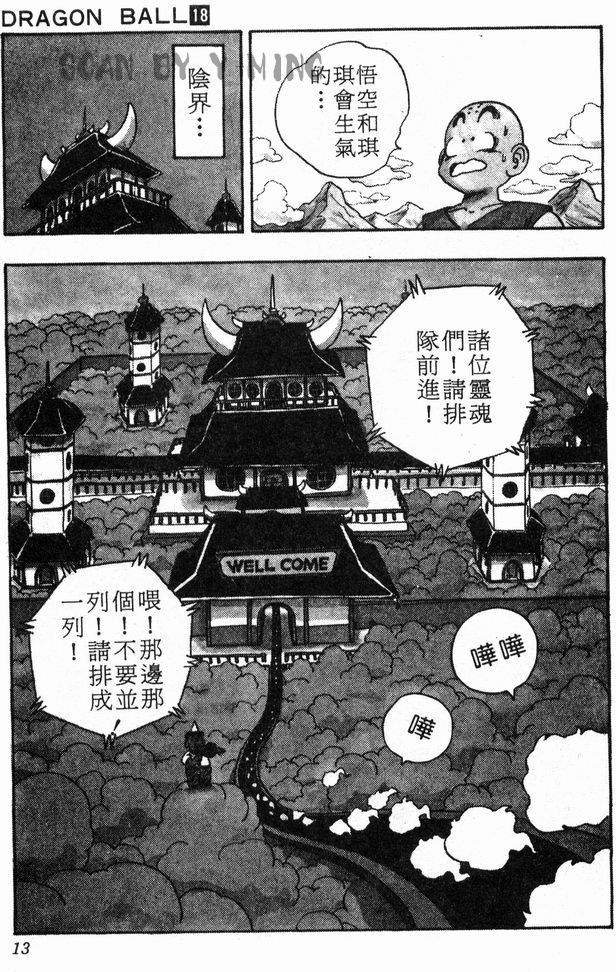 DRAGON BALL 18
SCAN BY Y MING
悟空和琪
琪會生氣
的…
陰界…
諸位靈魂
們！請排
隊前進！
WELL COME
喂！那邊那
個！不要並
列！請排成
一列！
嘩嘩
嘩
13